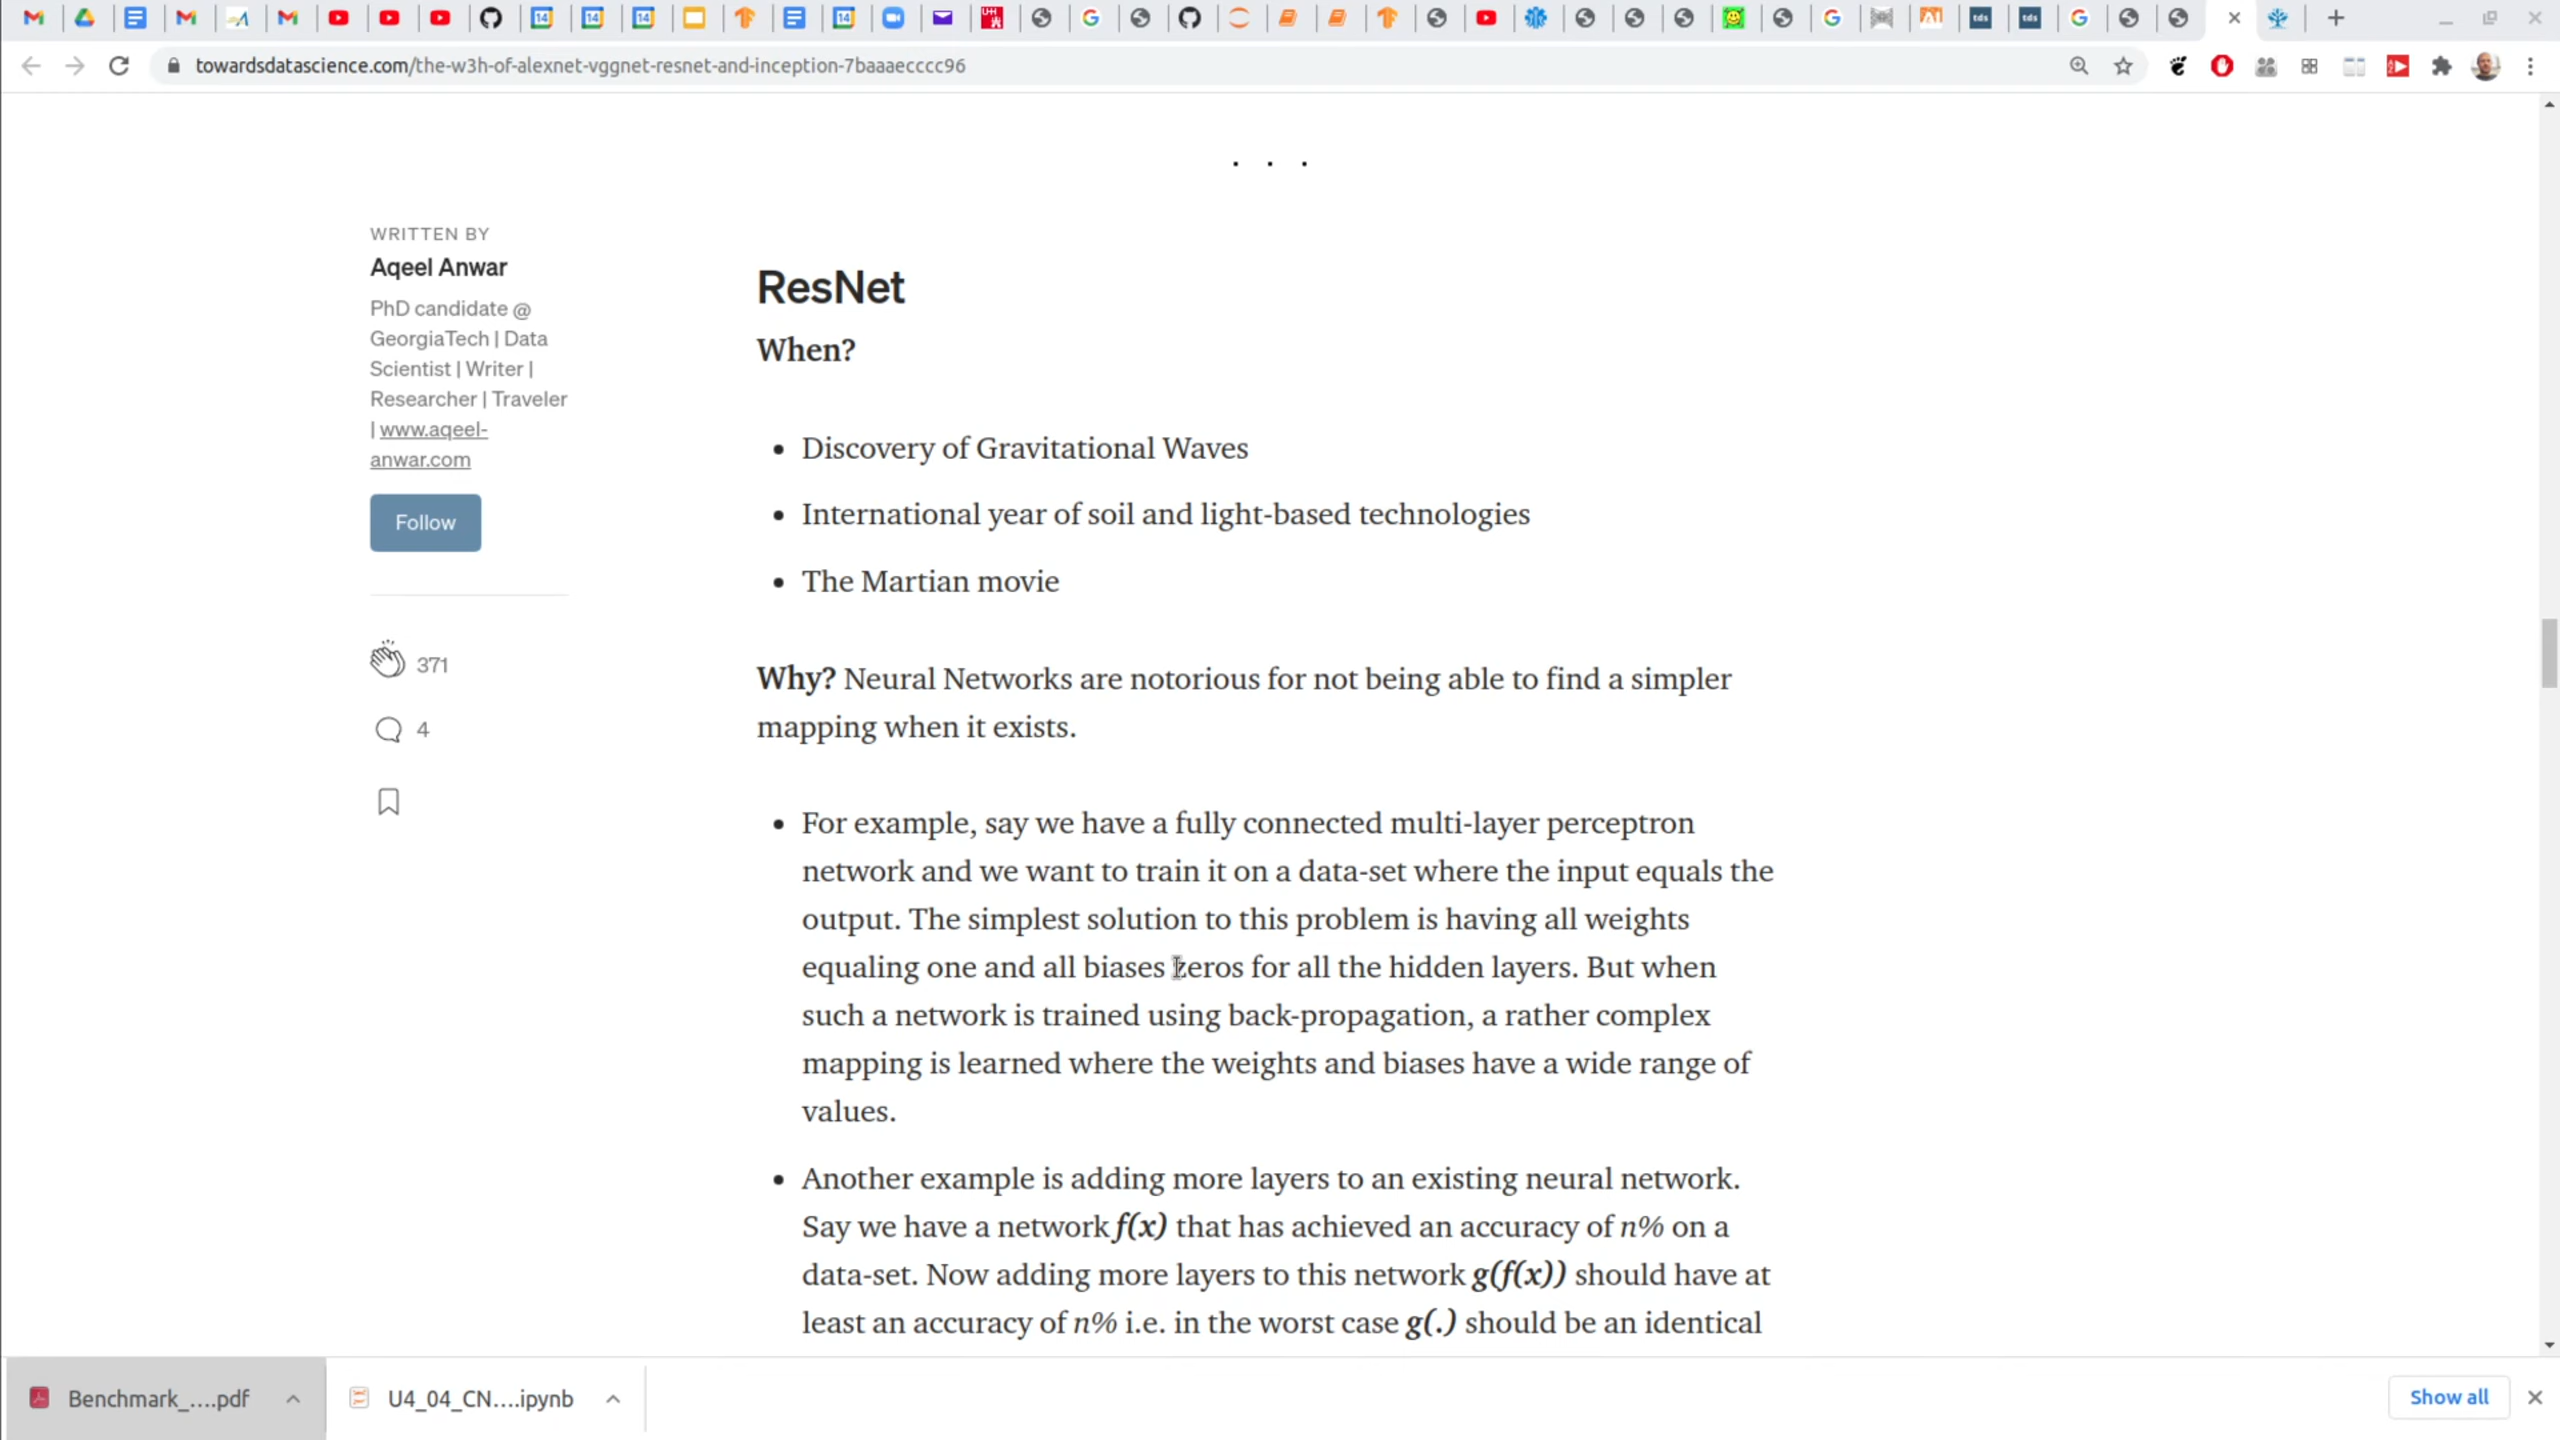 towardsdatascience.com/the-w3h-of-alexnet-vggnet-resnet-and-inception-7baaaecccc96
. . .
WRITTEN BY
Aqeel Anwar
PhD candidate @
GeorgiaTech | Data
Scientist | Writer |
Researcher | Traveler
| www.aqeel-
anwar.com
Follow
371
4
ResNet
When?
• Discovery of Gravitational Waves
• International year of soil and light-based technologies
• The Martian movie
Why? Neural Networks are notorious for not being able to find a simpler
mapping when it exists.
• For example, say we have a fully connected multi-layer perceptron
network and we want to train it on a data-set where the input equals the
output. The simplest solution to this problem is having all weights
equaling one and all biases zeros for all the hidden layers. But when
such a network is trained using back-propagation, a rather complex
mapping is learned where the weights and biases have a wide range of
values.
• Another example is adding more layers to an existing neural network.
Say we have a network f(x) that has achieved an accuracy of n% on a
data-set. Now adding more layers to this network g(f(x)) should have at
least an accuracy of n% i.e. in the worst case g(.) should be an identical
Benchmark_....pdf
U4_04_CN....ipynb
Show all